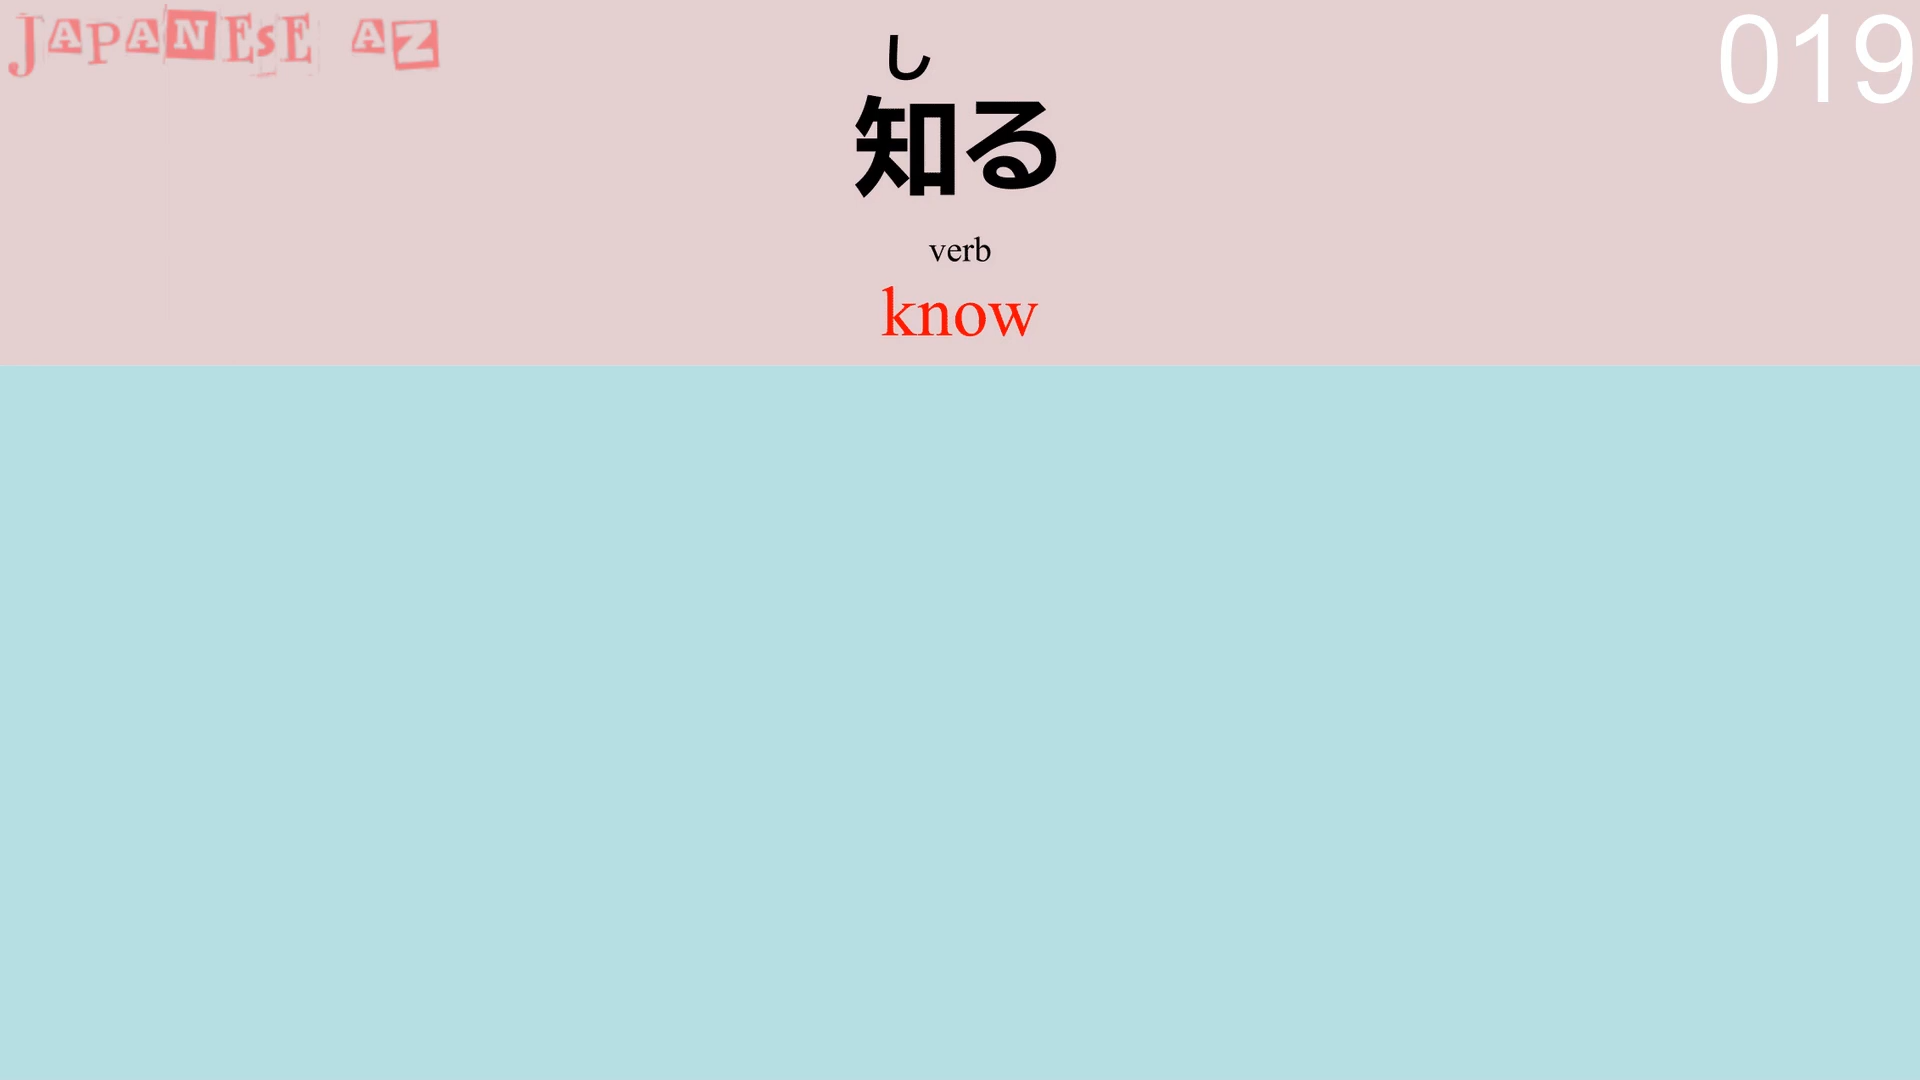 JAPANESE AZ
019
し
知る
verb
know